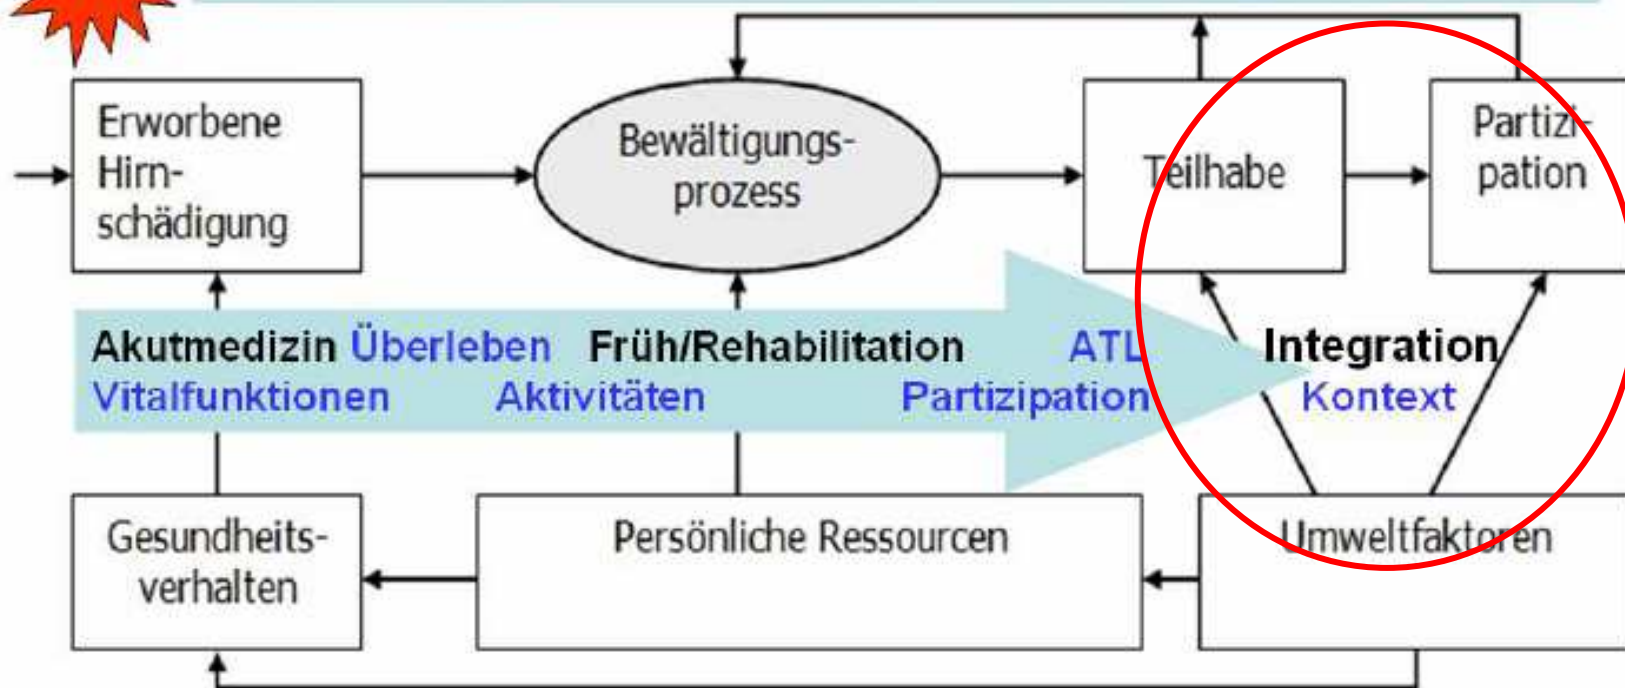 Erworbene
Hirn-
schädigung
Bewältigungs-
prozess
Teilhabe
Partizi-
pation
Akutmedizin Überleben Früh/Rehabilitation ATL Integration
Vitalfunktionen Aktivitäten Partizipation Kontext
Gesundheits-
verhalten
Persönliche Ressourcen
Umweltfaktoren